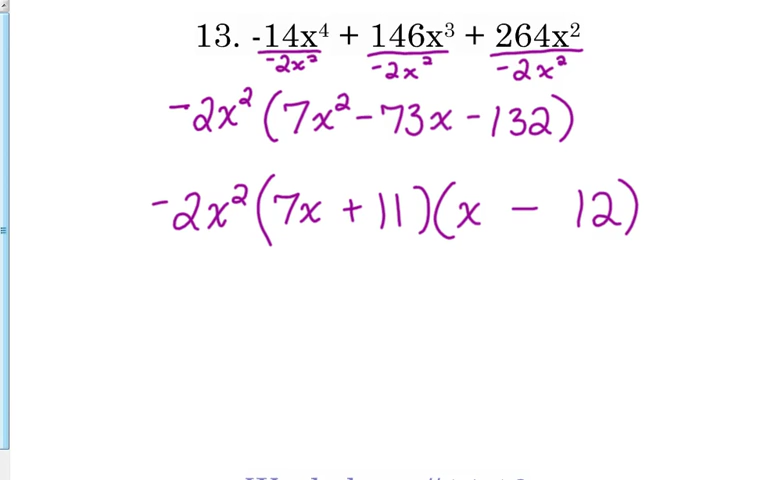 13. -14x⁴ + 146x³ + 264x²
-2x² -2x² -2x²
-2x²(7x²-73x-132)
-2x²(7x + 11)(x - 12)